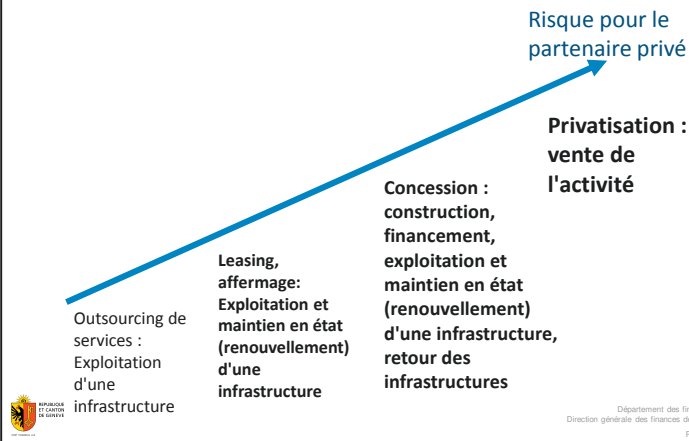 Risque pour le
partenaire privé
Privatisation :
vente de
l'activité
Concession :
construction,
financement,
exploitation et
maintien en état
(renouvellement)
d'une infrastructure,
retour des
infrastructures
Leasing,
affermage:
Exploitation et
maintien en état
(renouvellement)
d'une
infrastructure
Outsourcing de
services :
Exploitation
d'une
infrastructure
REPUBLIQUE
ET CANTON
DE GENEVE
Département des fi
Direction générale des finances d